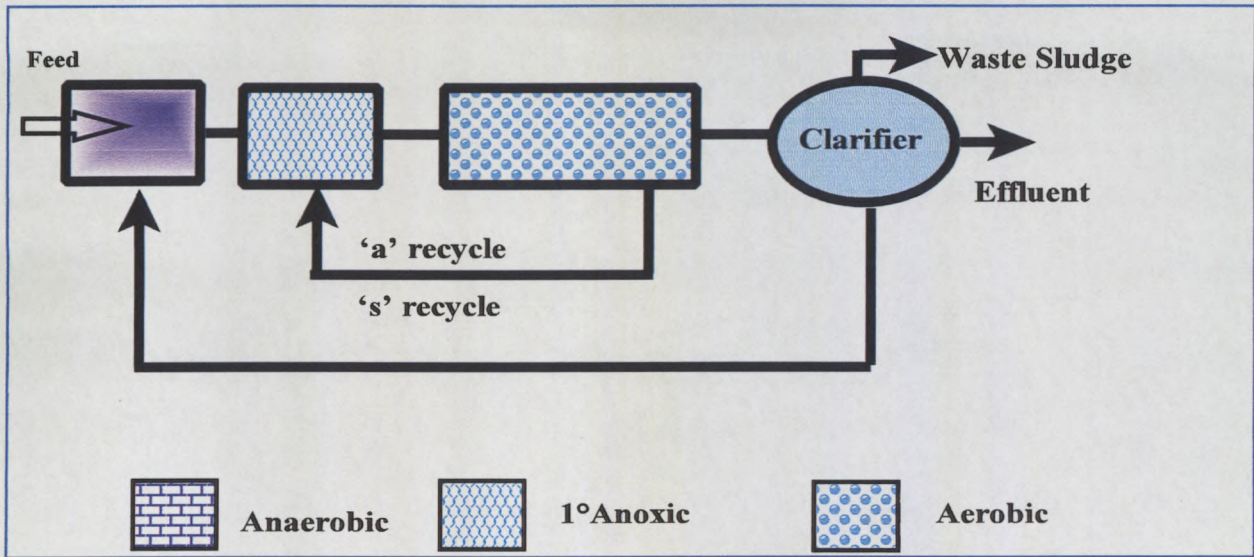 Feed
Waste Sludge
Clarifier
Effluent
‘a’ recycle
‘s’ recycle
Anaerobic
1°Anoxic
Aerobic